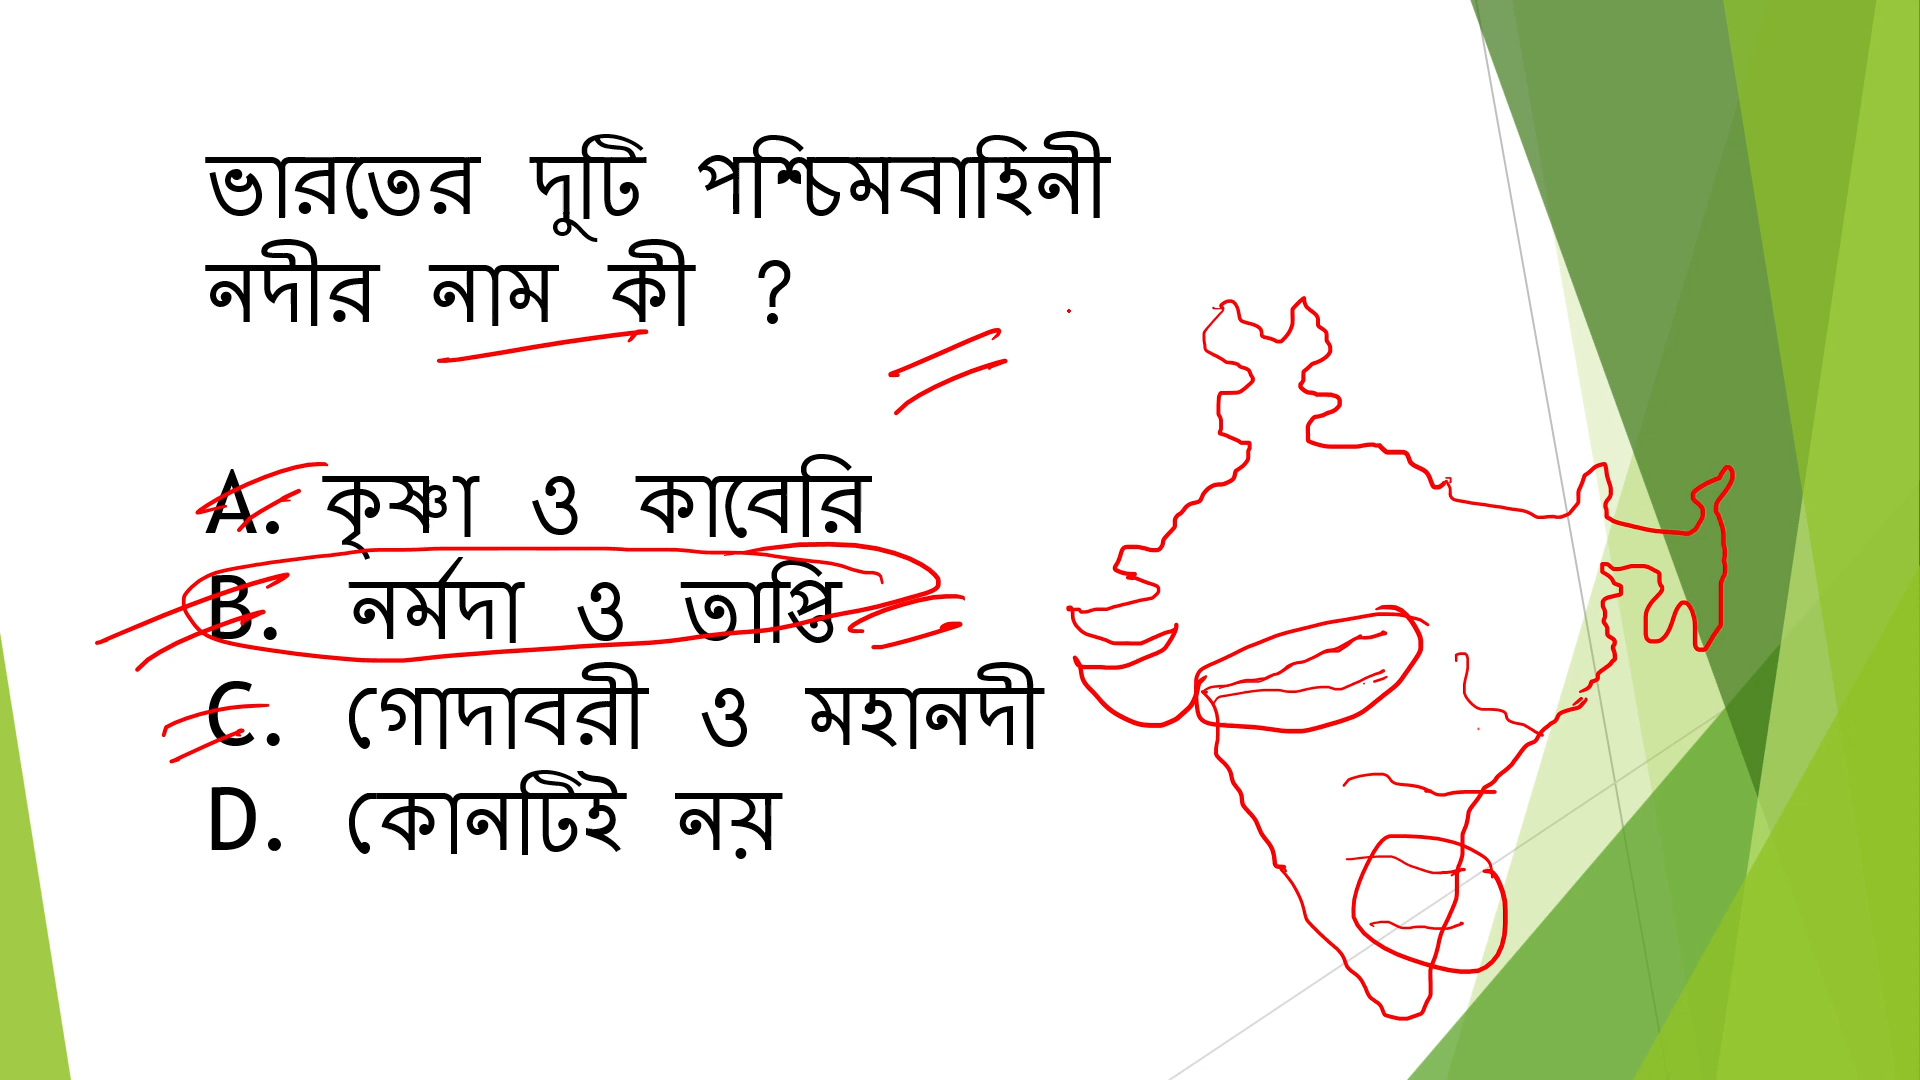 ভারতের দুটি পশ্চিমবাহিনী
নদীর নাম কী ?
A. কৃষ্ণা ও কাবেরি
B. নর্মদা ও তাপ্তি
C. গোদাবরী ও মহানদী
D. কোনটিই নয়